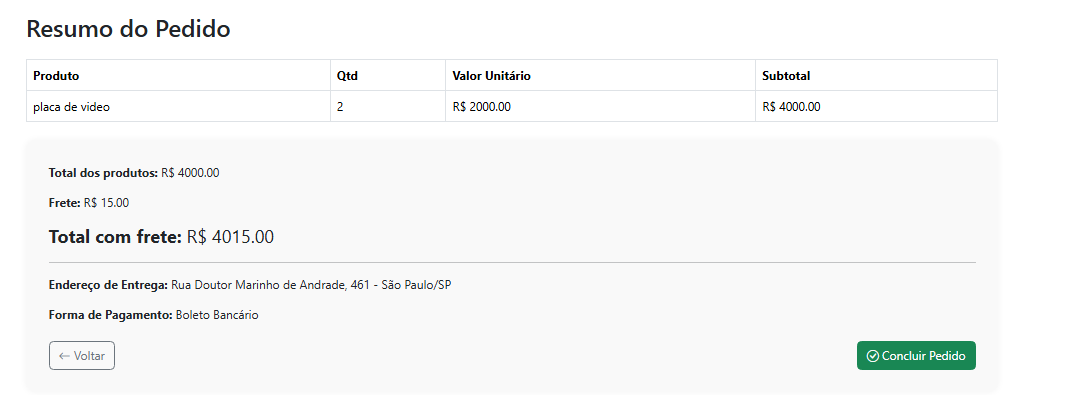 Resumo do Pedido
Produto Qtd Valor Unitário Subtotal
placa de video 2 R$ 2000.00 R$ 4000.00
Total dos produtos: R$ 4000.00
Frete: R$ 15.00
Total com frete: R$ 4015.00
Endereço de Entrega: Rua Doutor Marinho de Andrade, 461 - São Paulo/SP
Forma de Pagamento: Boleto Bancário
← Voltar Concluir Pedido